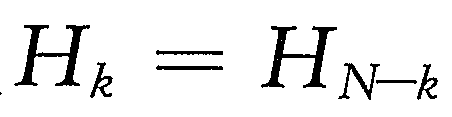 H_k = H_{N-k}